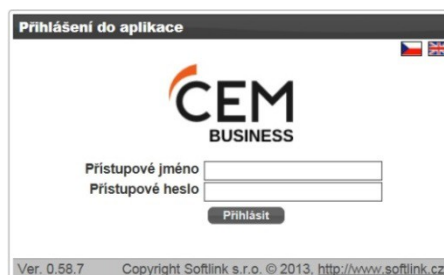 Přihlášení do aplikace
CEM
BUSINESS
Přístupové jméno
Přístupové heslo
Přihlásit
Ver. 0.58.7 Copyright Softlink s.r.o. © 2013, http://www.softlink.cz